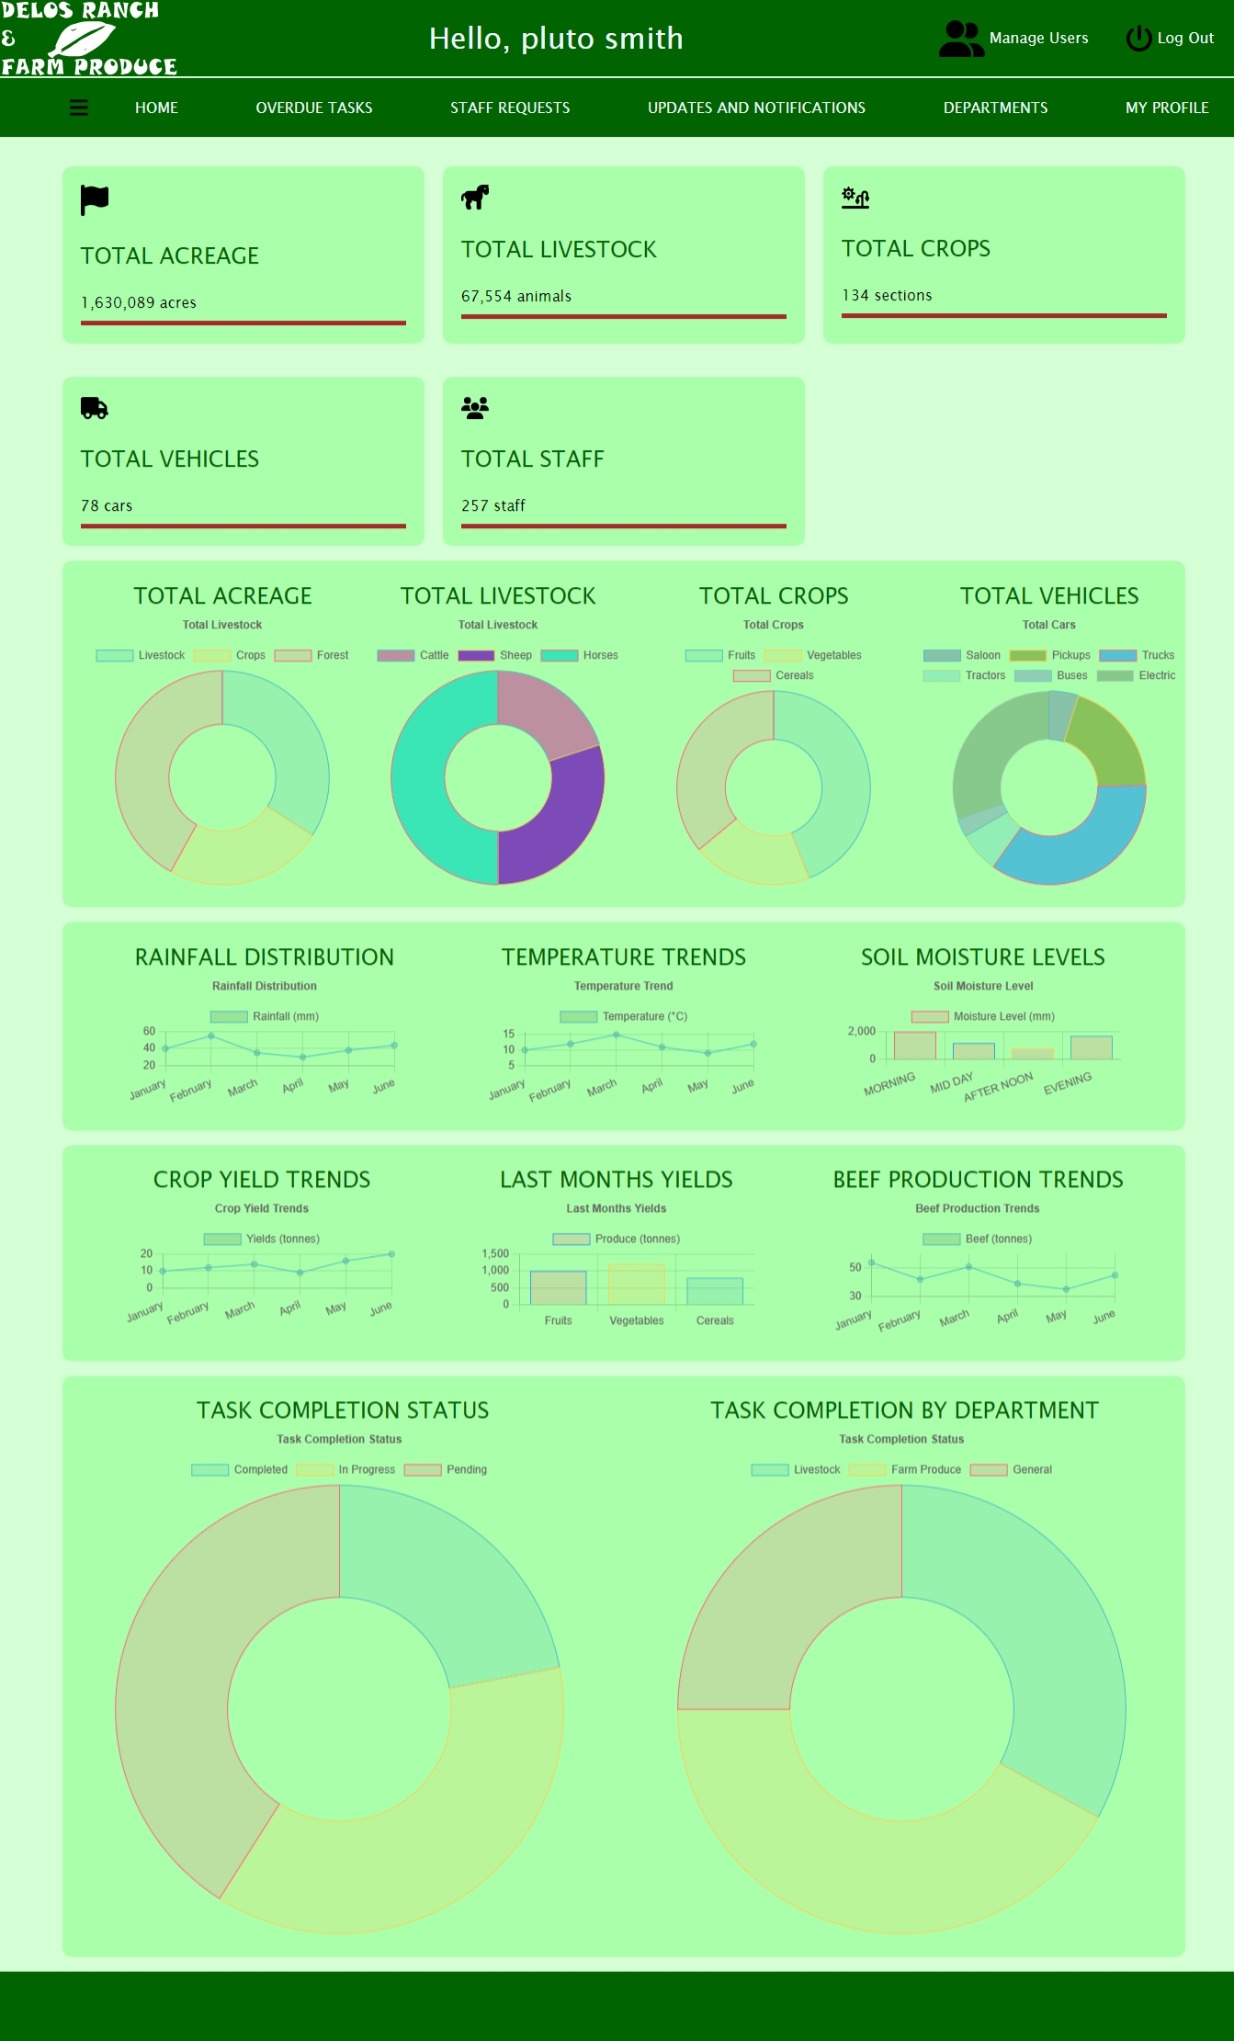 DELOS RANCH
&
FARM PRODUCE
Hello, pluto smith
Manage Users
Log Out
HOME
OVERDUE TASKS
STAFF REQUESTS
UPDATES AND NOTIFICATIONS
DEPARTMENTS
MY PROFILE
TOTAL ACREAGE
1,630,089 acres
TOTAL LIVESTOCK
67,554 animals
TOTAL CROPS
134 sections
TOTAL VEHICLES
78 cars
TOTAL STAFF
257 staff
TOTAL ACREAGE
Total Livestock
Livestock Crops Forest
TOTAL LIVESTOCK
Total Livestock
Cattle Sheep Horses
TOTAL CROPS
Total Crops
Fruits Vegetables
Cereals
TOTAL VEHICLES
Total Cars
Saloon Pickups Trucks
Tractors Buses Electric
RAINFALL DISTRIBUTION
Rainfall Distribution
Rainfall (mm)
60
40
20
January February March April May June
TEMPERATURE TRENDS
Temperature Trend
Temperature (°C)
15
10
5
January February March April May June
SOIL MOISTURE LEVELS
Soil Moisture Level
Moisture Level (mm)
2,000
0
MORNING MID DAY AFTER NOON EVENING
CROP YIELD TRENDS
Crop Yield Trends
Yields (tonnes)
20
10
0
January February March April May June
LAST MONTHS YIELDS
Last Months Yields
Produce (tonnes)
1,500
1,000
500
0
Fruits Vegetables Cereals
BEEF PRODUCTION TRENDS
Beef Production Trends
Beef (tonnes)
50
30
January February March April May June
TASK COMPLETION STATUS
Task Completion Status
Completed In Progress Pending
TASK COMPLETION BY DEPARTMENT
Task Completion Status
Livestock Farm Produce General